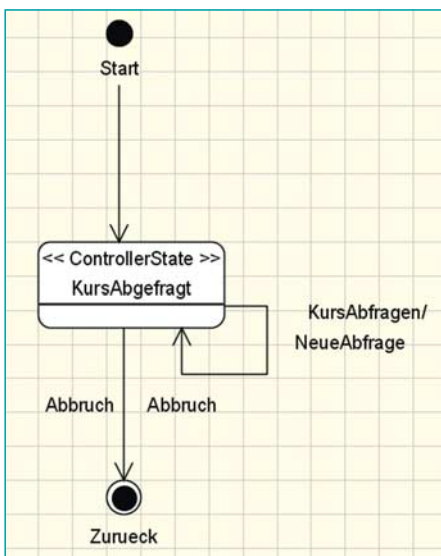 Start
<< ControllerState >>
KursAbgefragt
KursAbfragen/
NeueAbfrage
Abbruch Abbruch
Zurueck